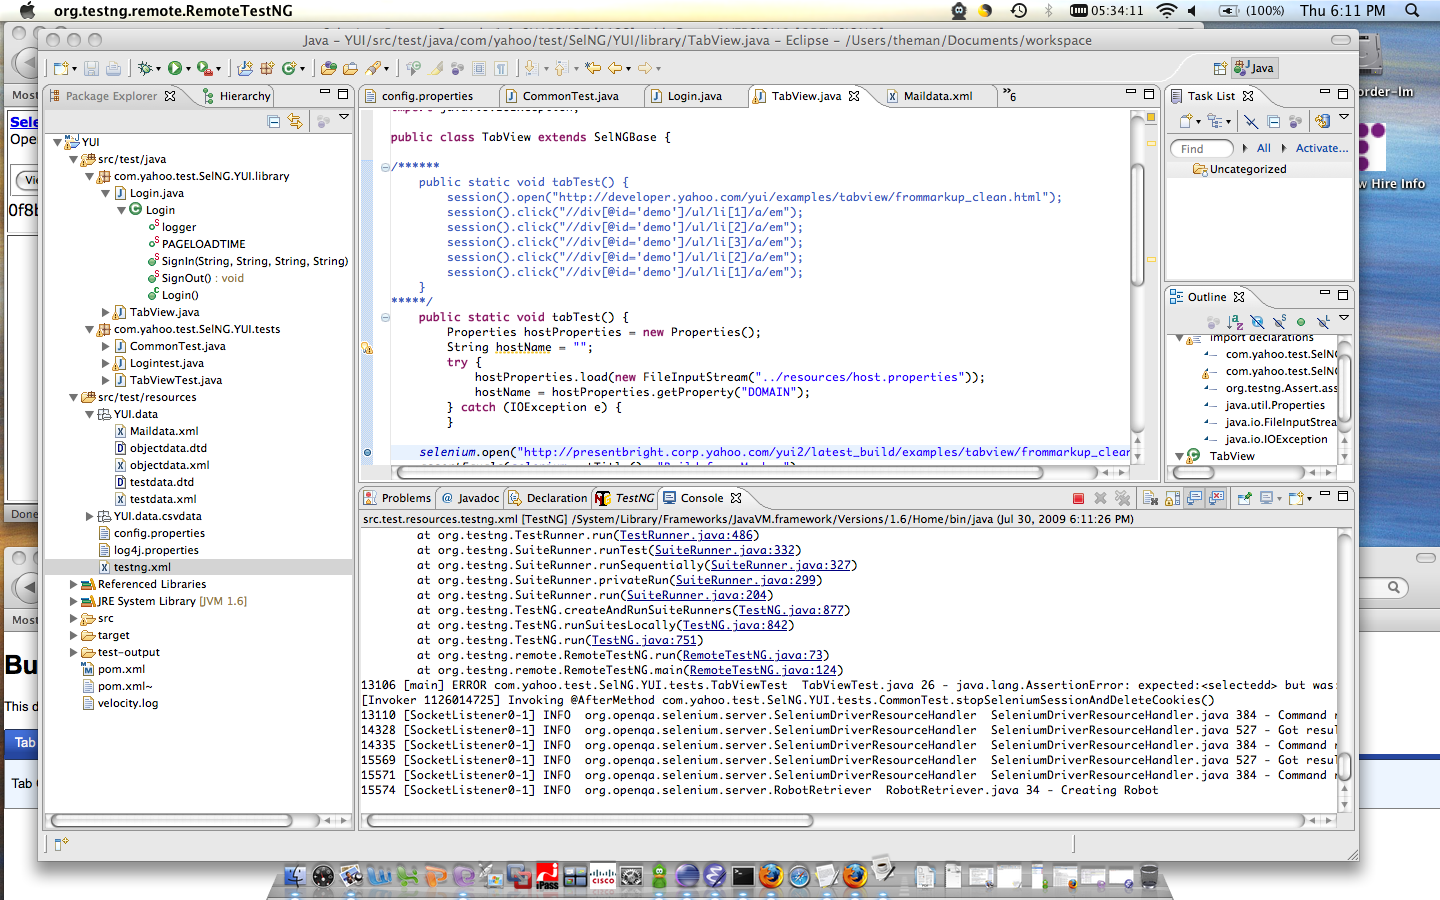 org.testng.remote.RemoteTestNG
05:34:11
(100%)
Thu 6:11 PM
Java - YUI/src/test/java/com/yahoo/test/SelNG/YUI/library/TabView.java - Eclipse - /Users/theman/Documents/workspace
Java
Package Explorer
Hierarchy
config.properties
CommonTest.java
Login.java
TabView.java
Maildata.xml
»6
Task List
Find
All
Activate...
Uncategorized
YUI
src/test/java
com.yahoo.test.SelNG.YUI.library
Login.java
Login
logger
PAGELOADTIME
SignIn(String, String, String, String)
SignOut() : void
Login()
TabView.java
com.yahoo.test.SelNG.YUI.tests
CommonTest.java
Logintest.java
TabViewTest.java
src/test/resources
YUI.data
Maildata.xml
objectdata.dtd
objectdata.xml
testdata.dtd
testdata.xml
YUI.data.csvdata
config.properties
log4j.properties
testng.xml
Referenced Libraries
JRE System Library [JVM 1.6]
src
target
test-output
pom.xml
pom.xml~
velocity.log
public class TabView extends SelNGBase {
/******
public static void tabTest() {
session().open("http://developer.yahoo.com/yui/examples/tabview/frommarkup_clean.html");
session().click("//div[@id='demo']/ul/li[1]/a/em");
session().click("//div[@id='demo']/ul/li[2]/a/em");
session().click("//div[@id='demo']/ul/li[3]/a/em");
session().click("//div[@id='demo']/ul/li[2]/a/em");
session().click("//div[@id='demo']/ul/li[1]/a/em");
}
*****/
public static void tabTest() {
Properties hostProperties = new Properties();
String hostName = "";
try {
hostProperties.load(new FileInputStream("../resources/host.properties"));
hostName = hostProperties.getProperty("DOMAIN");
} catch (IOException e) {
}
selenium.open("http://presentbright.corp.yahoo.com/yui2/latest_build/examples/tabview/frommarkup_clean
Outline
import declarations
com.yahoo.test.SelNG
com.yahoo.test.SelNG
org.testng.Assert.ass
java.util.Properties
java.io.FileInputStrea
java.io.IOException
TabView
Problems
Javadoc
Declaration
TestNG
Console
src.test.resources.testng.xml [TestNG] /System/Library/Frameworks/JavaVM.framework/Versions/1.6/Home/bin/java (Jul 30, 2009 6:11:26 PM)
at org.testng.TestRunner.run(TestRunner.java:486)
at org.testng.SuiteRunner.runTest(SuiteRunner.java:332)
at org.testng.SuiteRunner.runSequentially(SuiteRunner.java:327)
at org.testng.SuiteRunner.privateRun(SuiteRunner.java:299)
at org.testng.SuiteRunner.run(SuiteRunner.java:204)
at org.testng.TestNG.createAndRunSuiteRunners(TestNG.java:877)
at org.testng.TestNG.runSuitesLocally(TestNG.java:842)
at org.testng.TestNG.run(TestNG.java:751)
at org.testng.remote.RemoteTestNG.run(RemoteTestNG.java:73)
at org.testng.remote.RemoteTestNG.main(RemoteTestNG.java:124)
13106 [main] ERROR com.yahoo.test.SelNG.YUI.tests.TabViewTest TabViewTest.java 26 - java.lang.AssertionError: expected:<selectedd> but was:
[Invoker 1126014725] Invoking @AfterMethod com.yahoo.test.SelNG.YUI.tests.CommonTest.stopSeleniumSessionAndDeleteCookies()
13110 [SocketListener0-1] INFO org.openqa.selenium.server.SeleniumDriverResourceHandler SeleniumDriverResourceHandler.java 384 - Command r
14328 [SocketListener0-1] INFO org.openqa.selenium.server.SeleniumDriverResourceHandler SeleniumDriverResourceHandler.java 527 - Got resul
14335 [SocketListener0-1] INFO org.openqa.selenium.server.SeleniumDriverResourceHandler SeleniumDriverResourceHandler.java 384 - Command r
15569 [SocketListener0-1] INFO org.openqa.selenium.server.SeleniumDriverResourceHandler SeleniumDriverResourceHandler.java 527 - Got resul
15571 [SocketListener0-1] INFO org.openqa.selenium.server.SeleniumDriverResourceHandler SeleniumDriverResourceHandler.java 384 - Command r
15574 [SocketListener0-1] INFO org.openqa.selenium.server.RobotRetriever RobotRetriever.java 34 - Creating Robot
Most
Sele
Ope
Vie
0f8b
Done
Most
Bu
This d
Tab
Tab C
order-lm
w Hire Info
iPass
CISCO